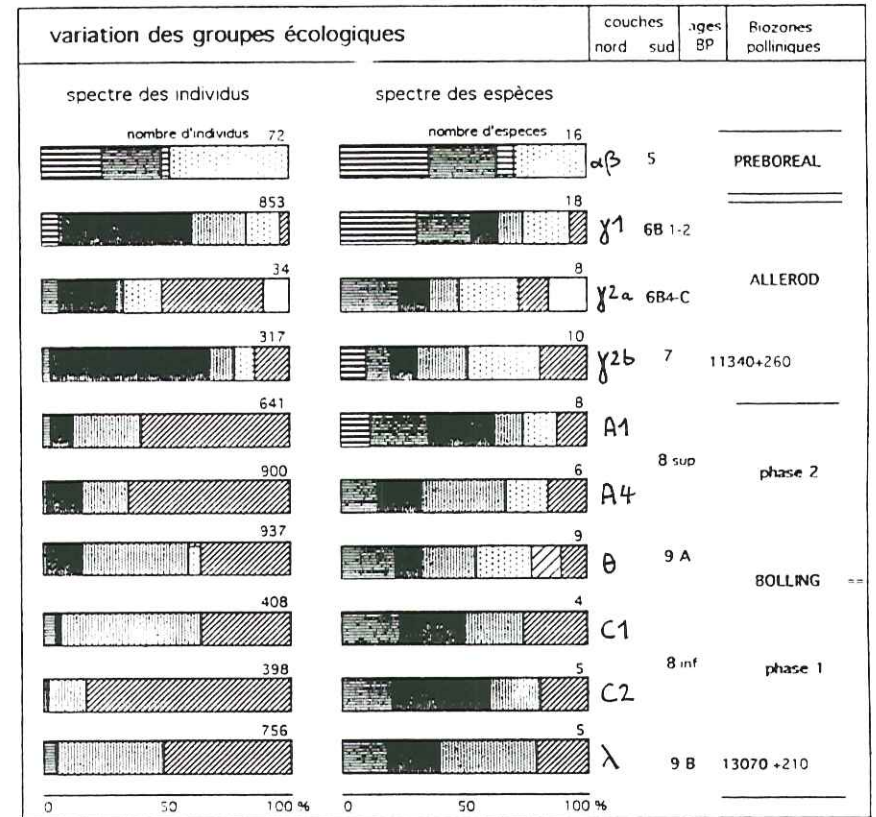 variation des groupes écologiques
couches
nord sud
ages
BP
Biozones
polliniques
spectre des individus
spectre des espèces
nombre d'individus 72
nombre d'especes 16
αβ 5 PREBOREAL
853 18
γ1 6B 1-2
34 8
γ2a 6B4-C ALLEROD
317 10
γ2b 7 11340+260
641 8
A1
8 sup
phase 2
900 6
A4
937 9
θ 9 A
BOLLING ==
408 4
C1
8 inf phase 1
398 5
C2
756 5
λ 9 B 13070 +210
0 50 100 % 0 50 100 %